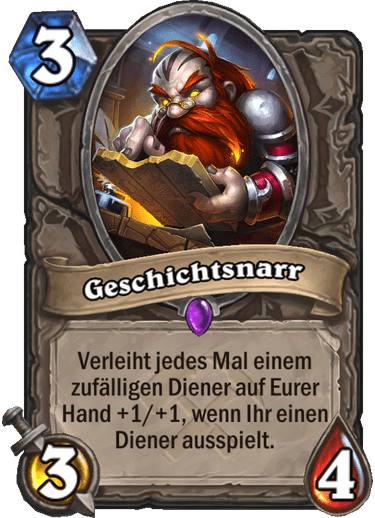 3
Geschichtsnarr
Verleiht jedes Mal einem
zufälligen Diener auf Eurer
Hand +1/+1, wenn Ihr einen
Diener ausspielt.
3
4